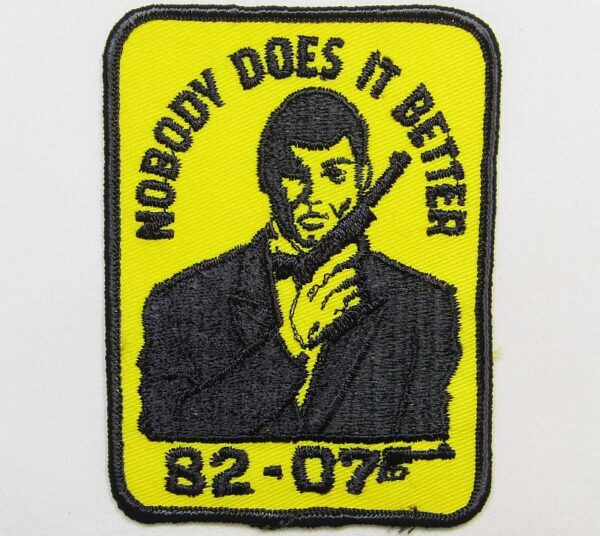 NOBODY DOES IT BETTER
82-07